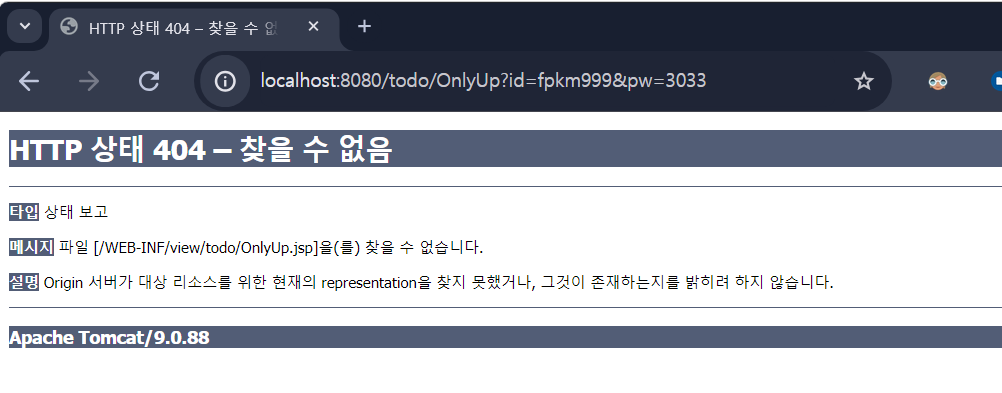 HTTP 상태 404 – 찾을 수 없
localhost:8080/todo/OnlyUp?id=fpkm999&pw=3033
HTTP 상태 404 – 찾을 수 없음
타입 상태 보고
메시지 파일 [/WEB-INF/view/todo/OnlyUp.jsp]을(를) 찾을 수 없습니다.
설명 Origin 서버가 대상 리소스를 위한 현재의 representation을 찾지 못했거나, 그것이 존재하는지를 밝히려 하지 않습니다.
Apache Tomcat/9.0.88